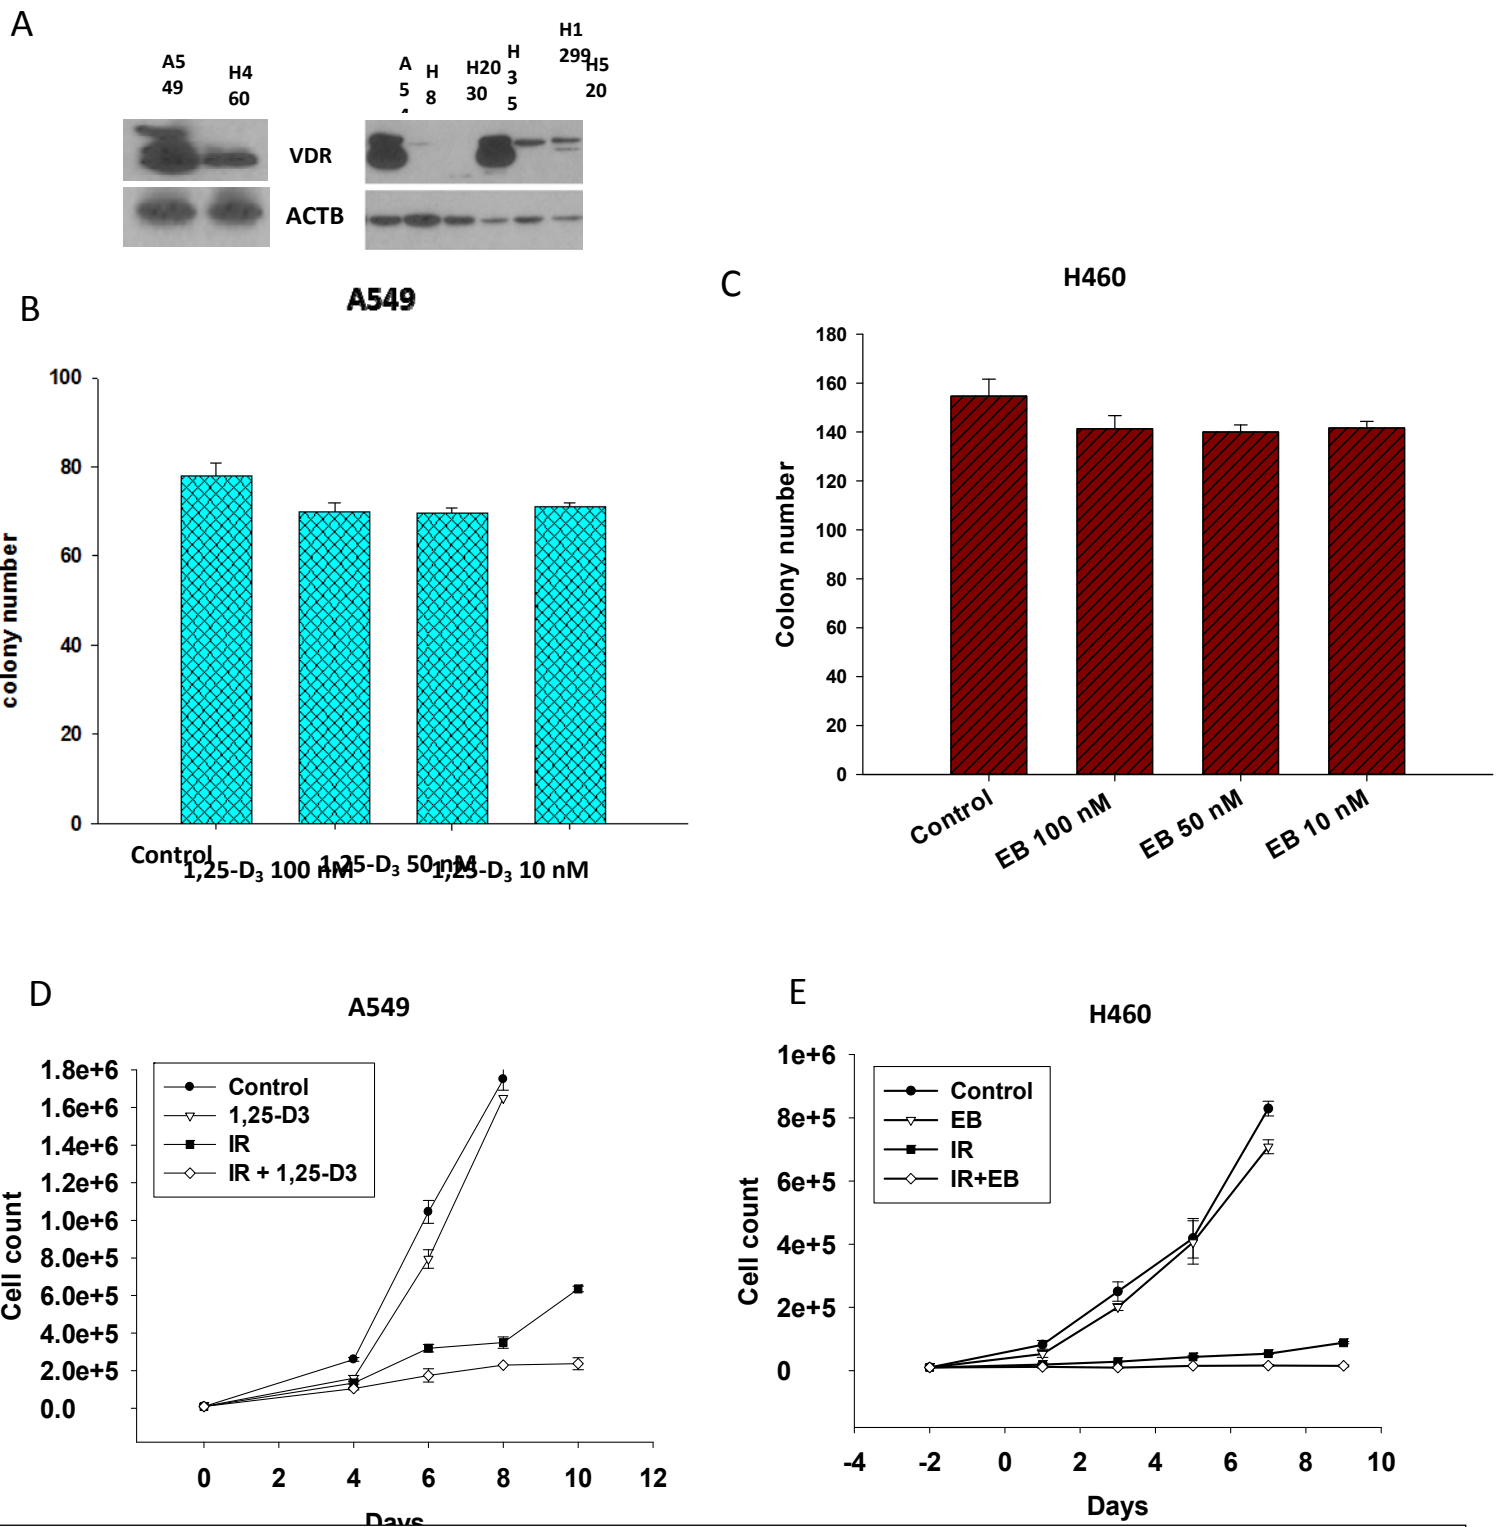 A
A5
49
H4
60
A
5
H
8
H20
30
H
3
5
H1
299
H5
20
VDR
ACTB
B
A549
colony number
100
80
60
40
20
0
Control
1,25-D3 100 nM
1,25-D3 50 nM
1,25-D3 10 nM
C
H460
Colony number
180
160
140
120
100
80
60
40
20
0
Control
EB 100 nM
EB 50 nM
EB 10 nM
D
A549
Cell count
1.8e+6
1.6e+6
1.4e+6
1.2e+6
1.0e+6
8.0e+5
6.0e+5
4.0e+5
2.0e+5
0.0
Control
1,25-D3
IR
IR + 1,25-D3
0 2 4 6 8 10 12
Days
E
H460
Cell count
1e+6
8e+5
6e+5
4e+5
2e+5
0
Control
EB
IR
IR+EB
-4 -2 0 2 4 6 8 10
Days